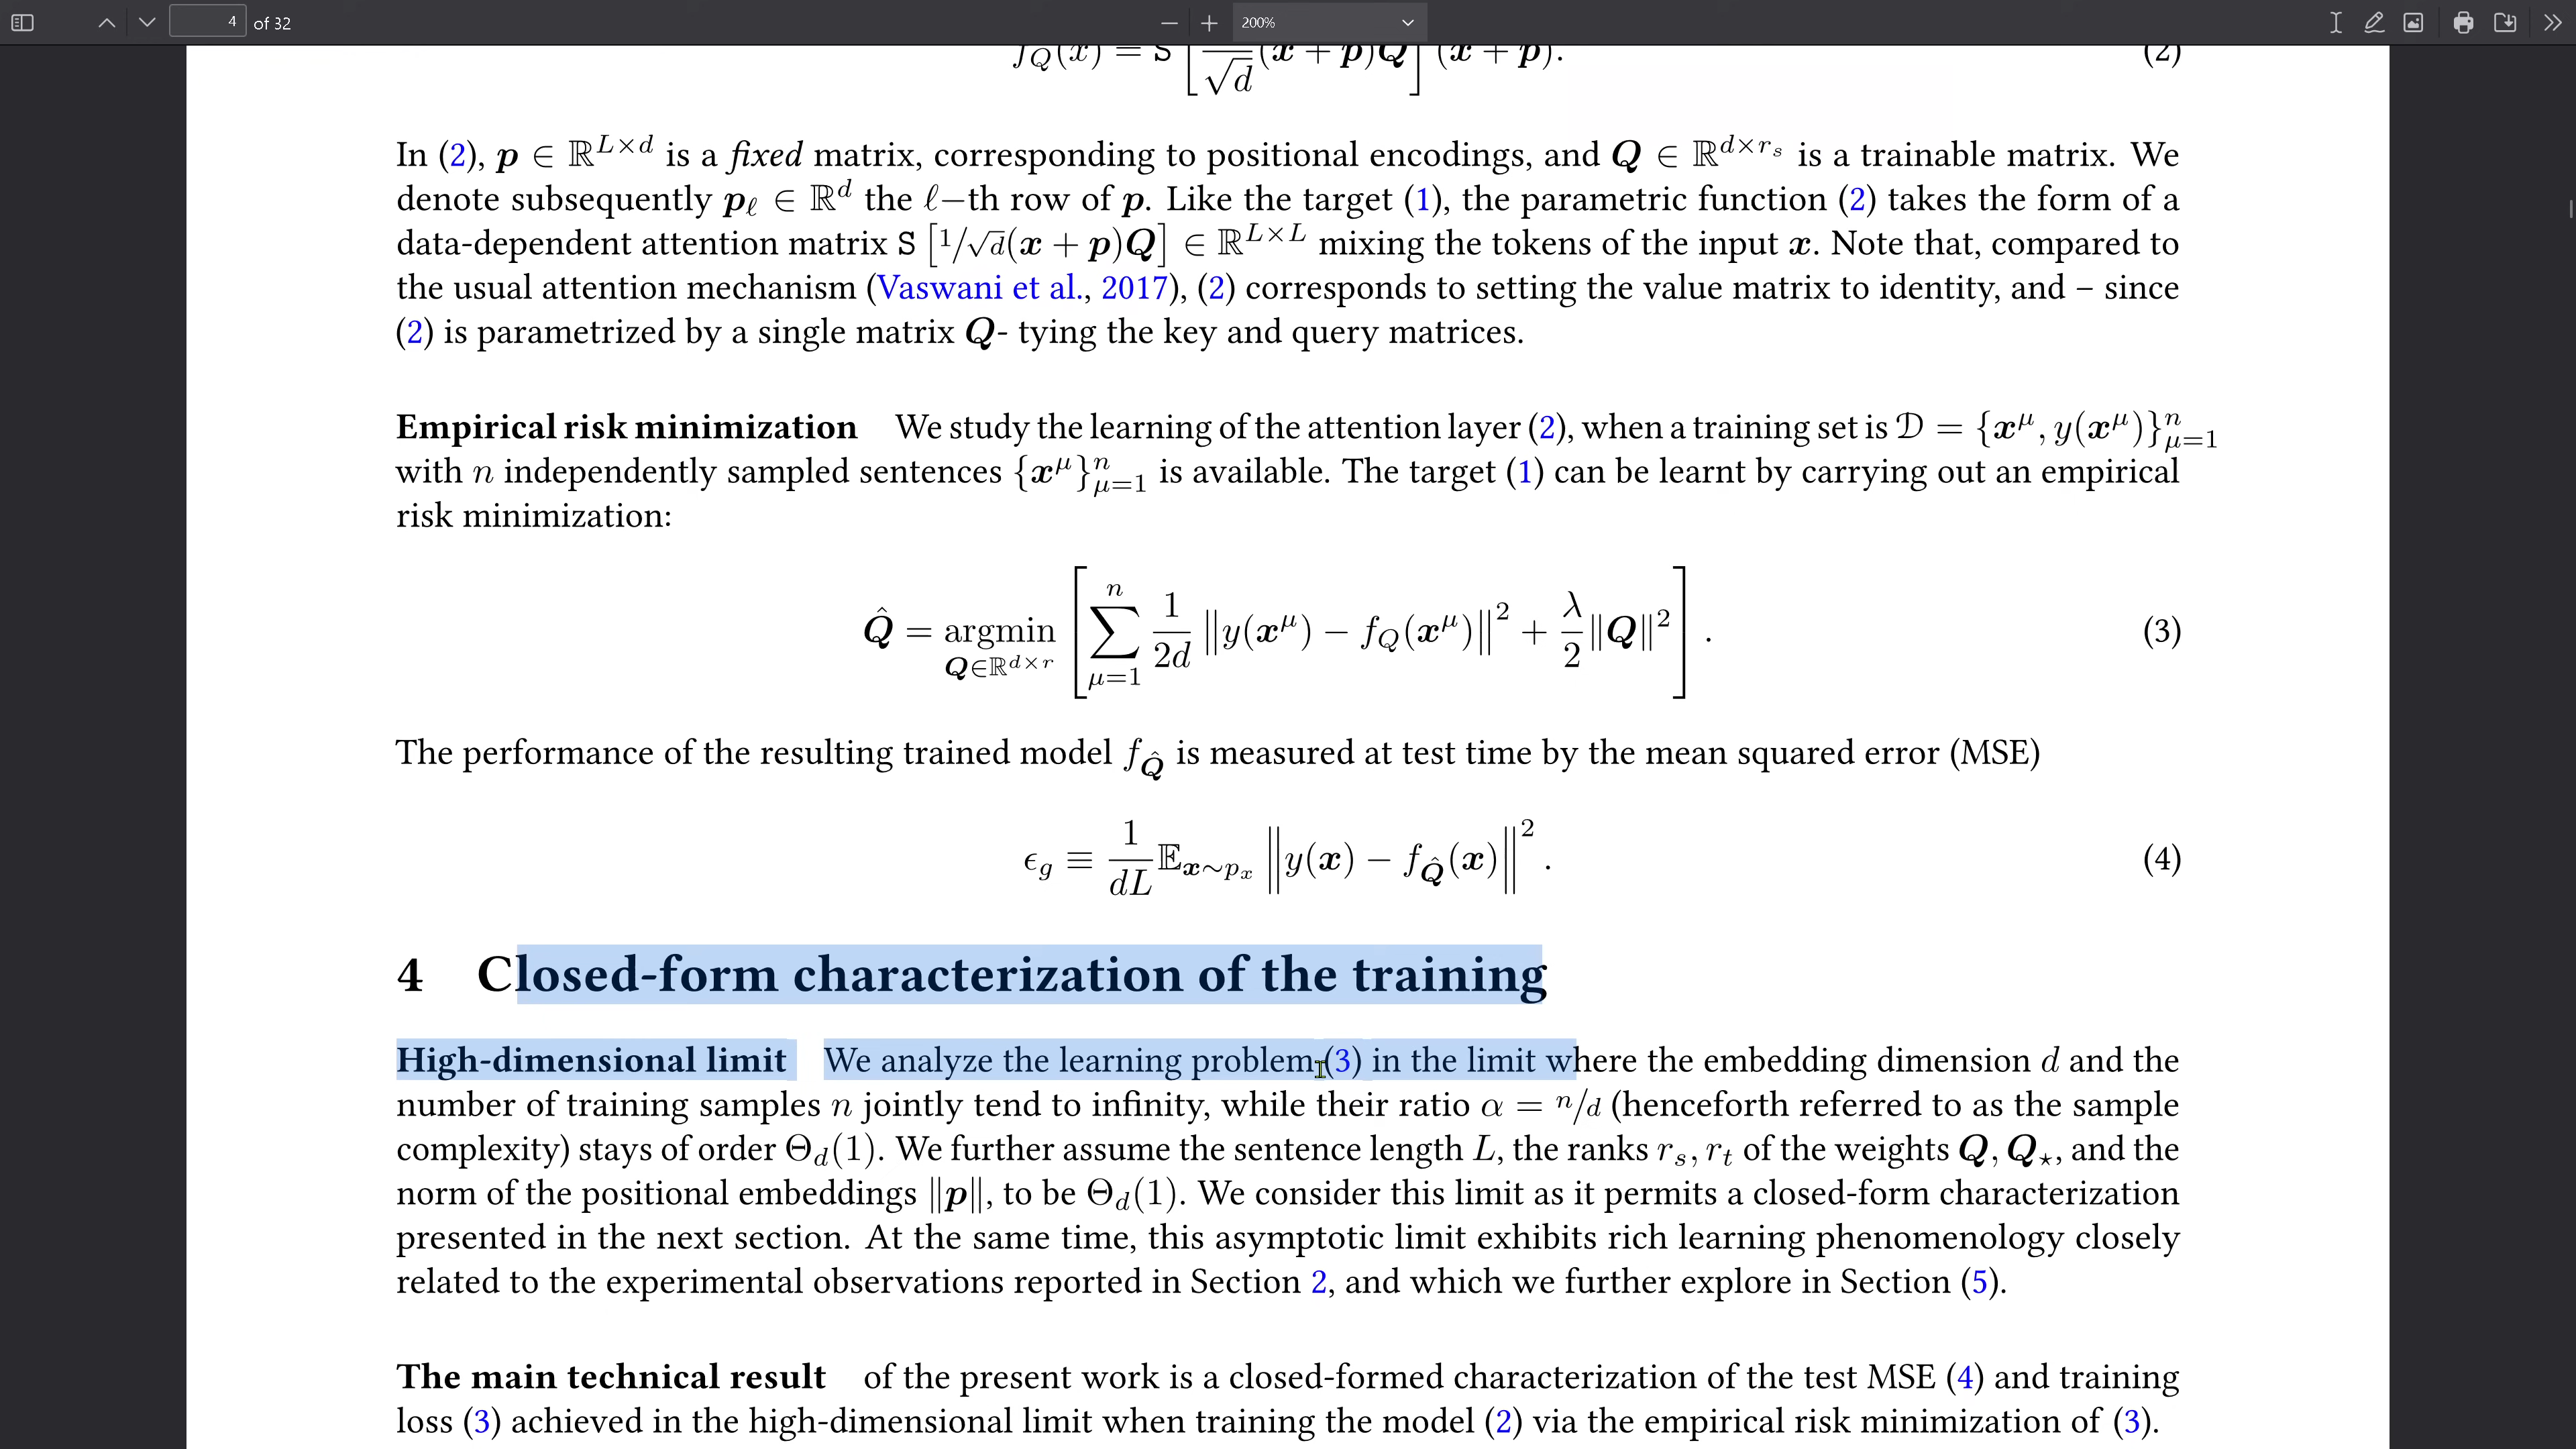 4 of 32 200%
f_Q(x) = S [ 1/√d (x + p)Q ] (x + p). (2)
In (2), p ∈ ℝ^{L×d} is a fixed matrix, corresponding to positional encodings, and Q ∈ ℝ^{d×r_s} is a trainable matrix. We
denote subsequently p_ℓ ∈ ℝ^d the ℓ−th row of p. Like the target (1), the parametric function (2) takes the form of a
data-dependent attention matrix S [1/√d(x + p)Q] ∈ ℝ^{L×L} mixing the tokens of the input x. Note that, compared to
the usual attention mechanism (Vaswani et al., 2017), (2) corresponds to setting the value matrix to identity, and – since
(2) is parametrized by a single matrix Q- tying the key and query matrices.
Empirical risk minimization We study the learning of the attention layer (2), when a training set is 𝒟 = {x^μ, y(x^μ)}_{μ=1}^n
with n independently sampled sentences {x^μ}_{μ=1}^n is available. The target (1) can be learnt by carrying out an empirical
risk minimization:
Q̂ = argmin_{Q∈ℝ^{d×r}} [ ∑_{μ=1}^n 1/2d ‖y(x^μ) − f_Q(x^μ)‖² + λ/2 ‖Q‖² ] . (3)
The performance of the resulting trained model f_Q̂ is measured at test time by the mean squared error (MSE)
ϵ_g ≡ 1/dL 𝔼_{x∼p_x} ‖y(x) − f_Q̂(x)‖² . (4)
4 Closed-form characterization of the training
High-dimensional limit We analyze the learning problem (3) in the limit where the embedding dimension d and the
number of training samples n jointly tend to infinity, while their ratio α = n/d (henceforth referred to as the sample
complexity) stays of order Θ_d(1). We further assume the sentence length L, the ranks r_s, r_t of the weights Q, Q_⋆, and the
norm of the positional embeddings ‖p‖, to be Θ_d(1). We consider this limit as it permits a closed-form characterization
presented in the next section. At the same time, this asymptotic limit exhibits rich learning phenomenology closely
related to the experimental observations reported in Section 2, and which we further explore in Section (5).
The main technical result of the present work is a closed-formed characterization of the test MSE (4) and training
loss (3) achieved in the high-dimensional limit when training the model (2) via the empirical risk minimization of (3).